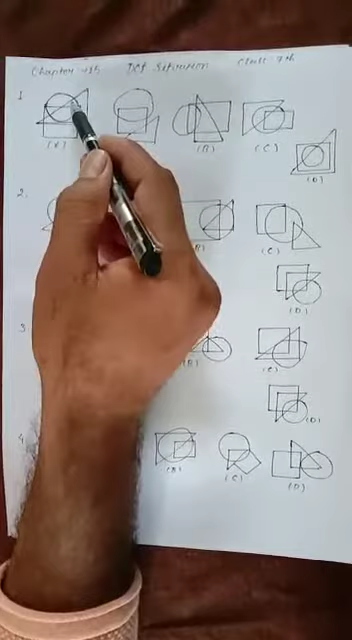 Chapter -15 Dot Situation Class 7th
1.
(X) (B) (C)
(D)
2.
(B) (C)
(D)
3.
(B) (C)
(D)
4.
(B) (C) (D)